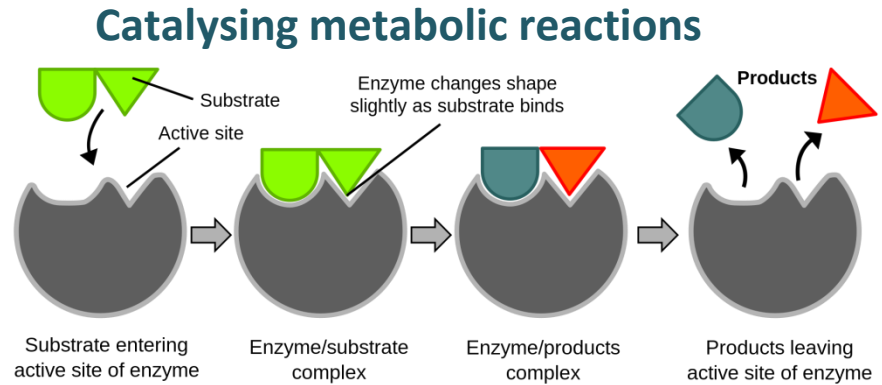 Catalysing metabolic reactions
Substrate
Active site
Enzyme changes shape
slightly as substrate binds
Products
Substrate entering
active site of enzyme
Enzyme/substrate
complex
Enzyme/products
complex
Products leaving
active site of enzyme